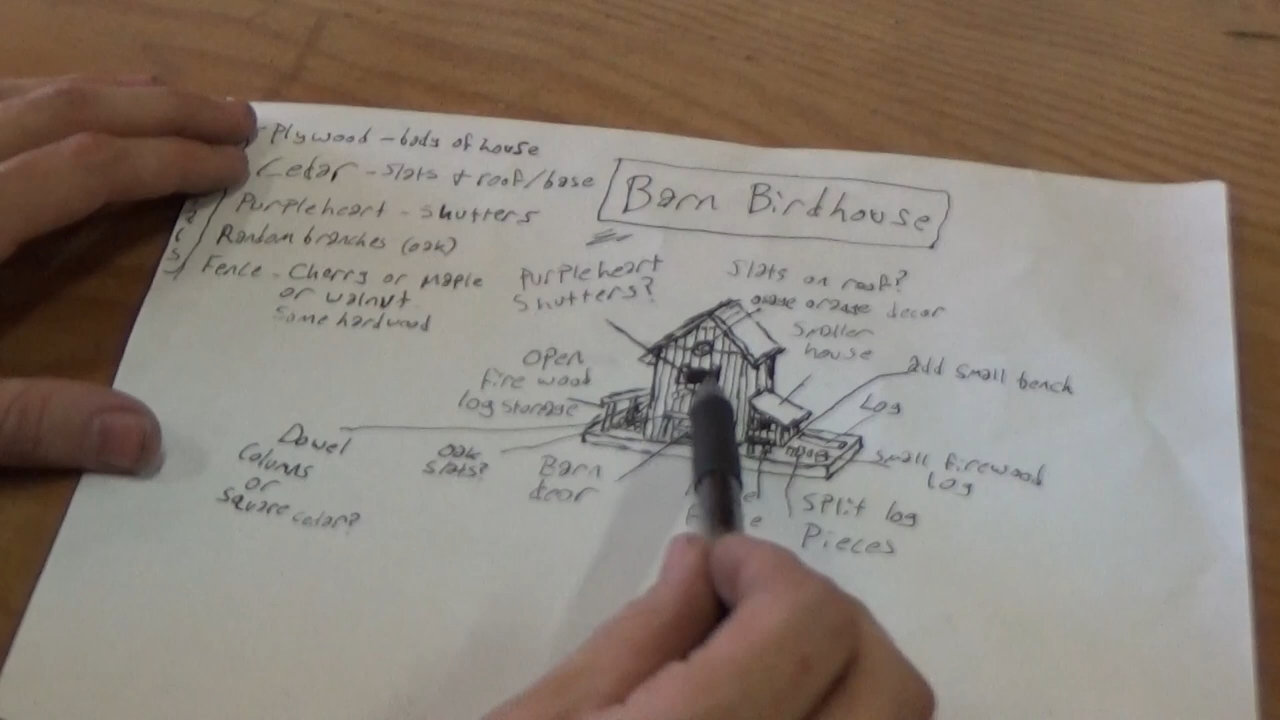 Plywood - body of house
Cedar - slats + roof/base
Purpleheart - shutters
Random branches (oak)
Fence - Cherry or Maple
or walnut
Some hardwood
Barn Birdhouse
Purpleheart
Shutters?
Slats on roof?
decor
Smaller
house
add small bench
Log
small firewood
Log
Split log
Pieces
Open
fire wood
log storage
Dowel
Columns
or
square cedar?
Oak
Slats?
Barn
door